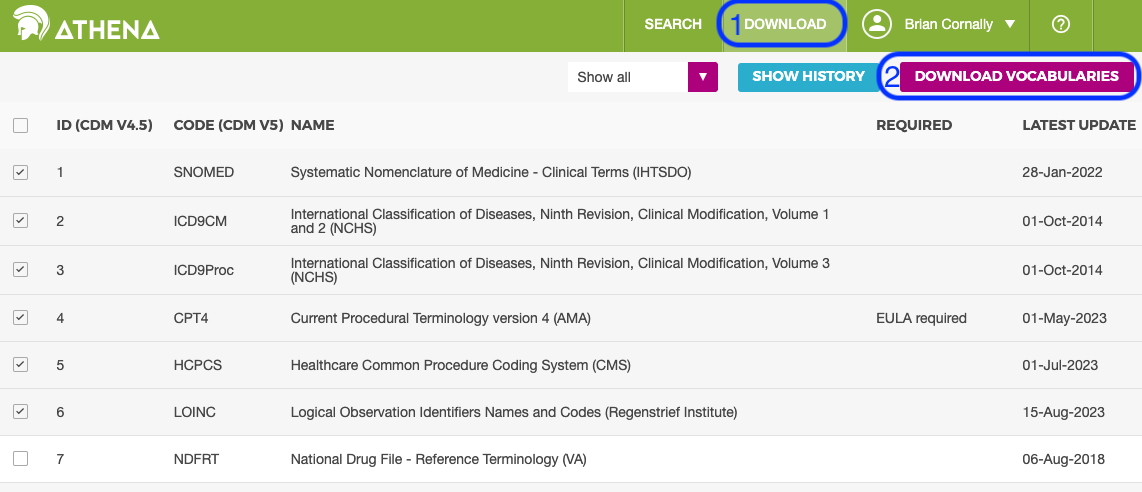 ATHENA SEARCH 1 DOWNLOAD Brian Cornally ?
Show all SHOW HISTORY 2 DOWNLOAD VOCABULARIES
ID (CDM V4.5) CODE (CDM V5) NAME REQUIRED LATEST UPDATE
1 SNOMED Systematic Nomenclature of Medicine - Clinical Terms (IHTSDO) 28-Jan-2022
2 ICD9CM International Classification of Diseases, Ninth Revision, Clinical Modification, Volume 1
and 2 (NCHS) 01-Oct-2014
3 ICD9Proc International Classification of Diseases, Ninth Revision, Clinical Modification, Volume 3
(NCHS) 01-Oct-2014
4 CPT4 Current Procedural Terminology version 4 (AMA) EULA required 01-May-2023
5 HCPCS Healthcare Common Procedure Coding System (CMS) 01-Jul-2023
6 LOINC Logical Observation Identifiers Names and Codes (Regenstrief Institute) 15-Aug-2023
7 NDFRT National Drug File - Reference Terminology (VA) 06-Aug-2018